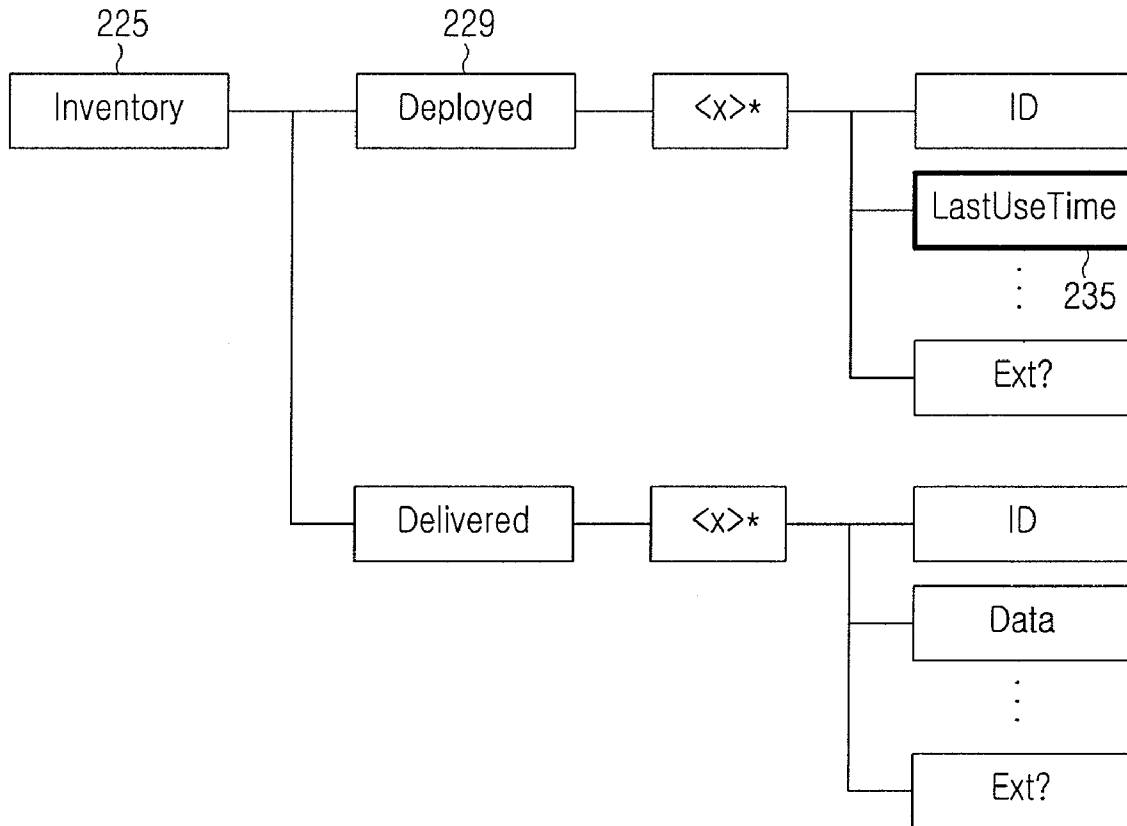 225
229
Inventory
Deployed
<x>*
ID
LastUseTime
235
Ext?
Delivered
<x>*
ID
Data
Ext?